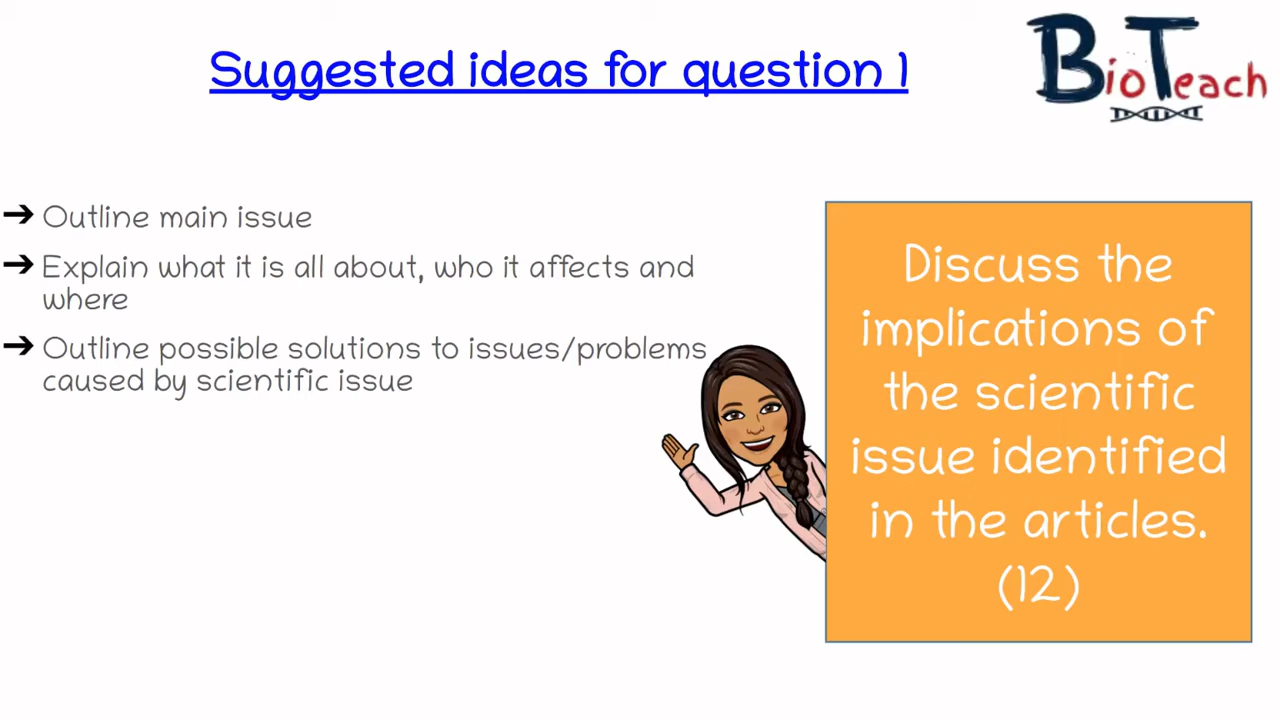 Suggested ideas for question 1
BioTeach
➔ Outline main issue
➔ Explain what it is all about, who it affects and
where
➔ Outline possible solutions to issues/problems
caused by scientific issue
Discuss the
implications of
the scientific
issue identified
in the articles.
(12)